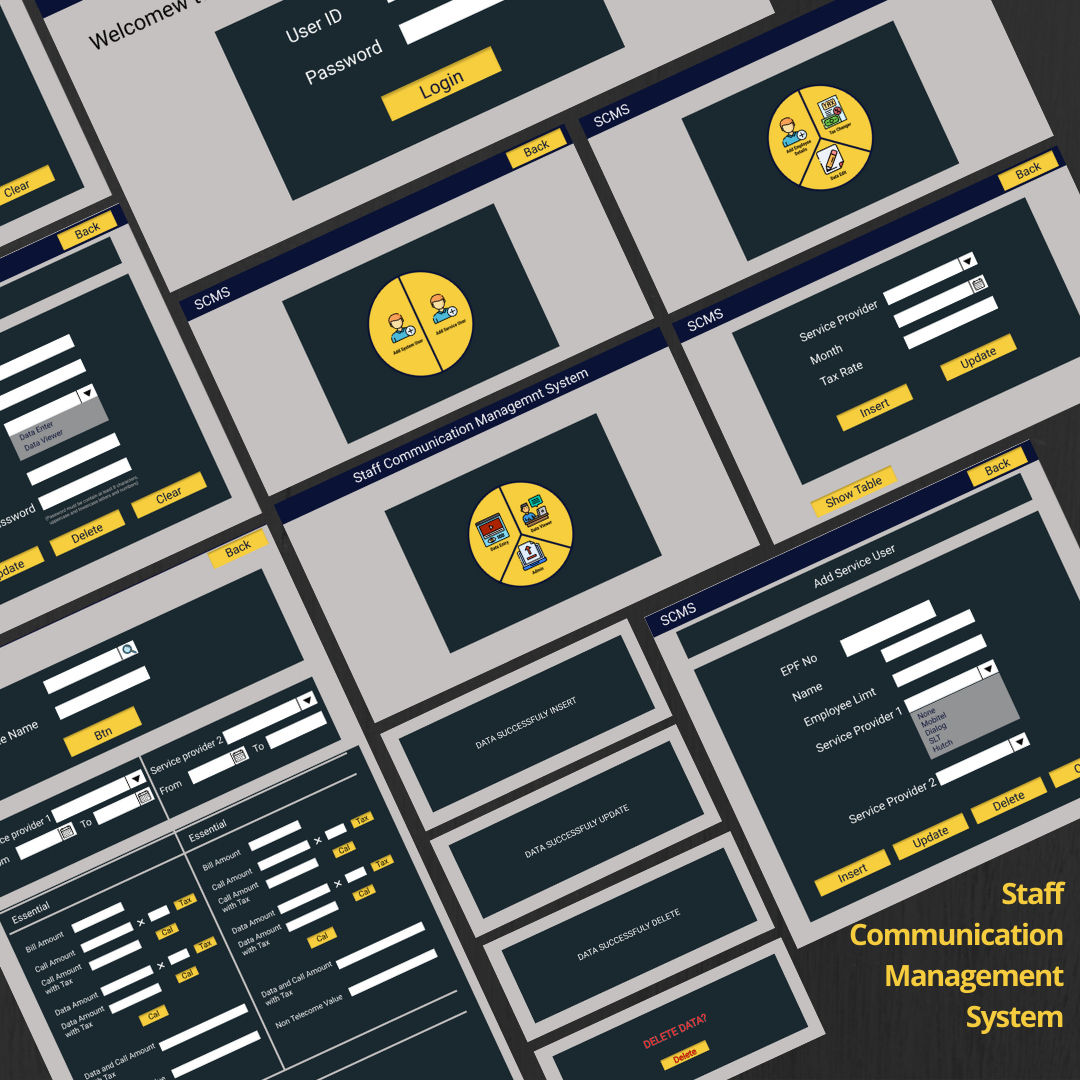 Welcomew t
User ID
Password
Login
Clear
SCMS
Add Employee
Details
Tax Changer
Data Edit
SCMS
Back
Add System User
Add Service User
SCMS
Back
Service Provider
Month
Tax Rate
Insert
Update
Show Table
Back
Data Enter
Data Viewer
ssword
(Password must be contain at least 8 characters,
uppercase and lowercase letters and numbers)
pdate
Delete
Clear
Staff Communication Managemnt System
Data Entry
Data Viewer
Admin
SCMS
Back
Add Service User
EPF No
Name
Employee Limt
Service Provider 1
None
Mobitel
Dialog
SLT
Hutch
Service Provider 2
Insert
Update
Delete
C
Back
e Name
Btn
ce provider 1
om
To
Service provider 2
From
To
Essential
Bill Amount
Call Amount
Call Amount
with Tax
Data Amount
Data Amount
with Tax
× Tax
Cal
× Tax
Cal
Cal
Data and Call Amount
with Tax
alue
Essential
Bill Amount
Call Amount
Call Amount
with Tax
Data Amount
Data Amount
with Tax
× Tax
Cal
× Tax
Cal
Cal
Data and Call Amount
with Tax
Non Telecome Value
DATA SUCCESSFULY INSERT
DATA SUCCESSFULY UPDATE
DATA SUCCESSFULY DELETE
DELETE DATA?
Delete
Staff
Communication
Management
System